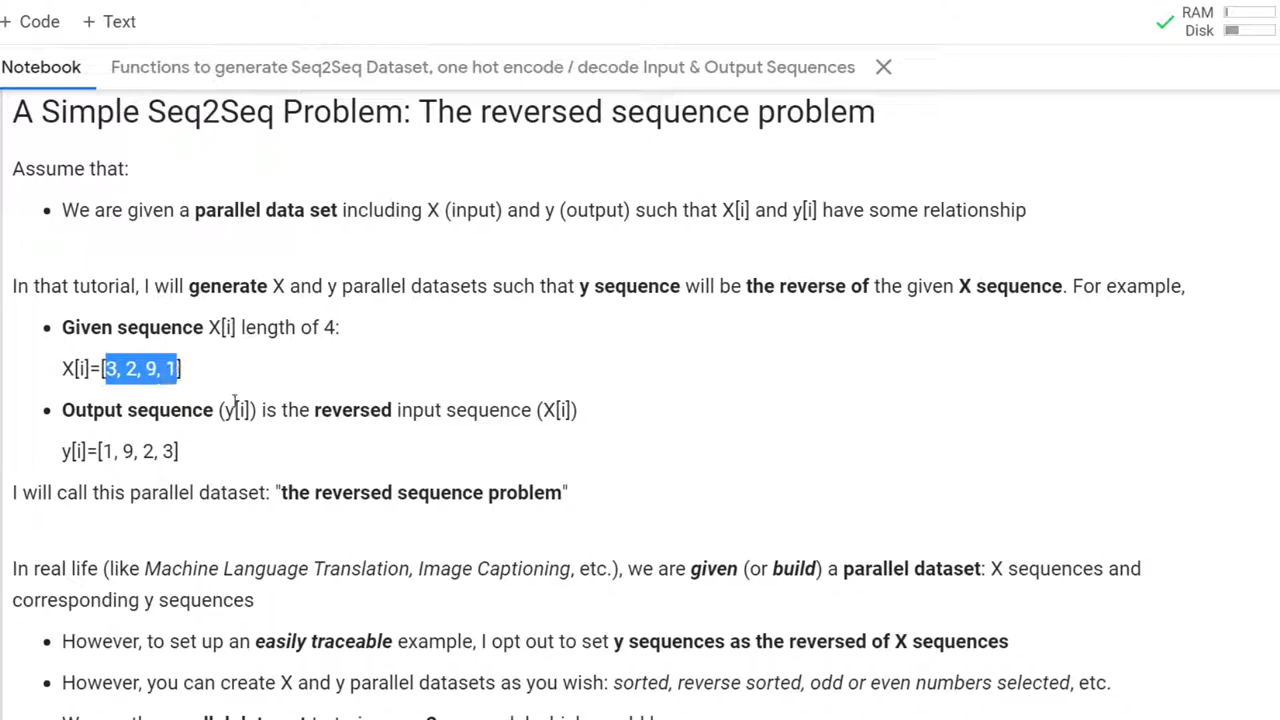 + Code + Text
RAM
Disk
Notebook Functions to generate Seq2Seq Dataset, one hot encode / decode Input & Output Sequences
A Simple Seq2Seq Problem: The reversed sequence problem
Assume that:
• We are given a parallel data set including X (input) and y (output) such that X[i] and y[i] have some relationship
In that tutorial, I will generate X and y parallel datasets such that y sequence will be the reverse of the given X sequence. For example,
• Given sequence X[i] length of 4:
X[i]=[3, 2, 9, 1]
• Output sequence (y[i]) is the reversed input sequence (X[i])
y[i]=[1, 9, 2, 3]
I will call this parallel dataset: "the reversed sequence problem"
In real life (like Machine Language Translation, Image Captioning, etc.), we are given (or build) a parallel dataset: X sequences and
corresponding y sequences
• However, to set up an easily traceable example, I opt out to set y sequences as the reversed of X sequences
• However, you can create X and y parallel datasets as you wish: sorted, reverse sorted, odd or even numbers selected, etc.